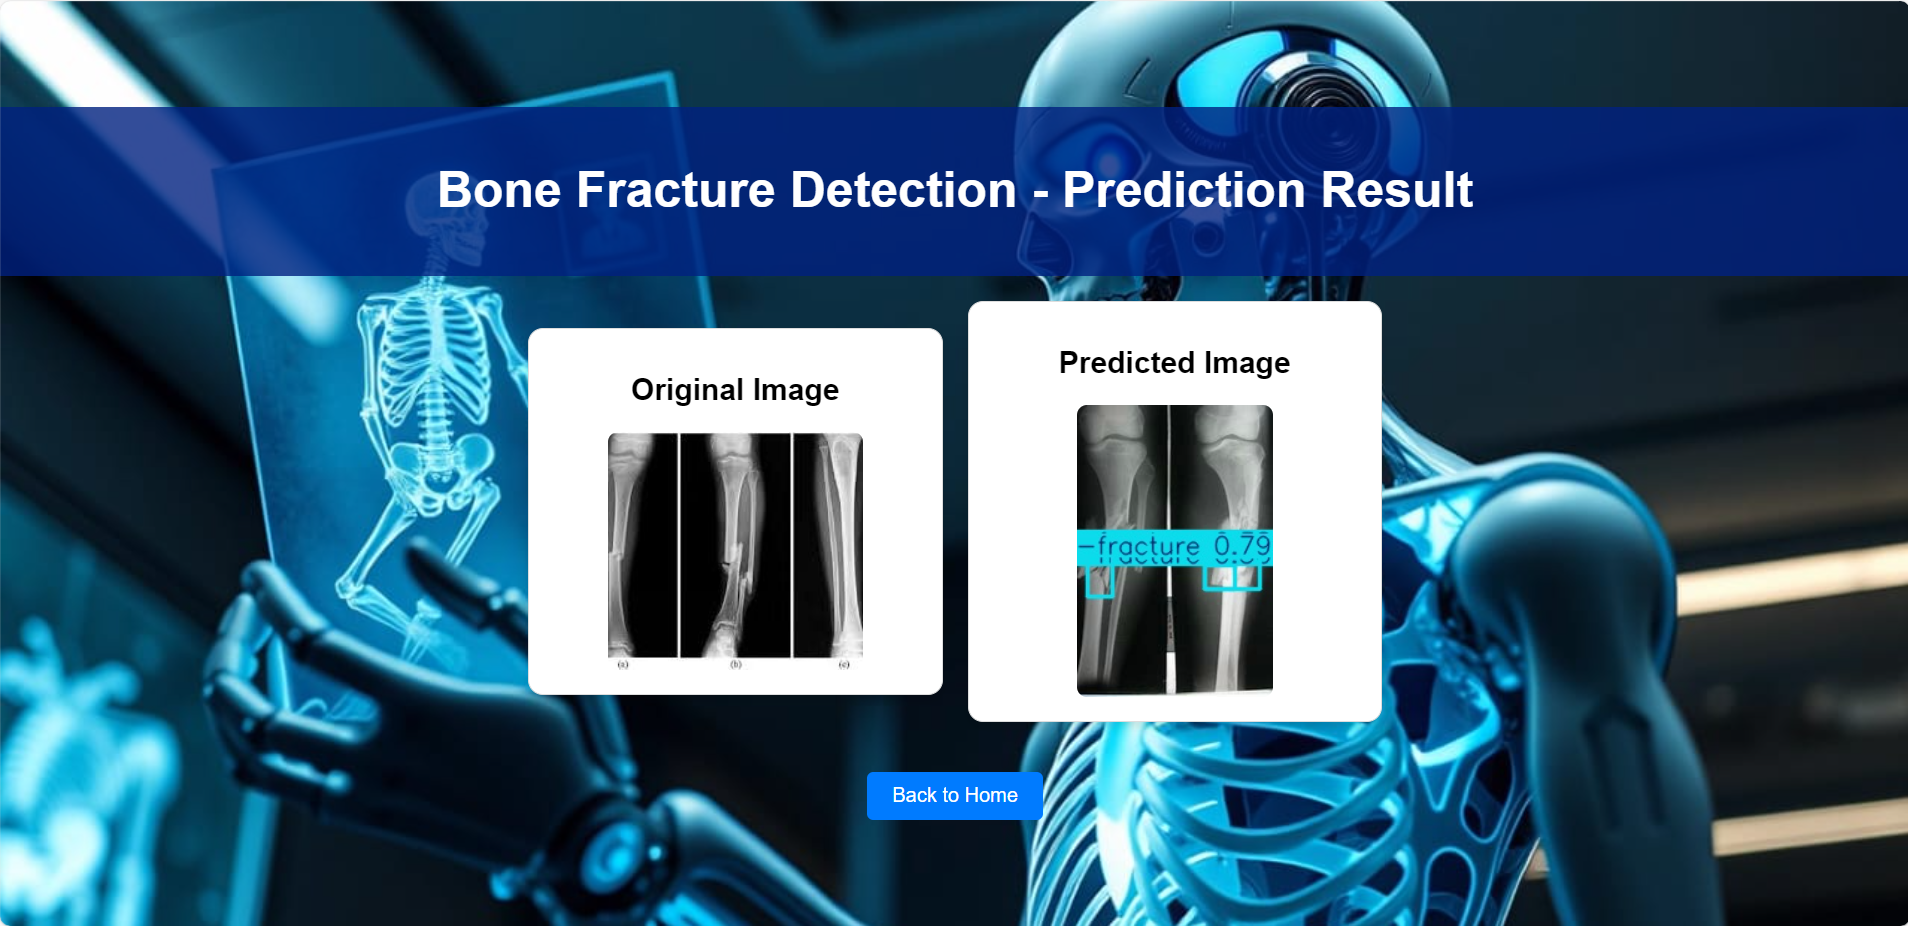 Bone Fracture Detection - Prediction Result
Original Image
(a) (b) (c)
Predicted Image
-fracture 0.79
Back to Home